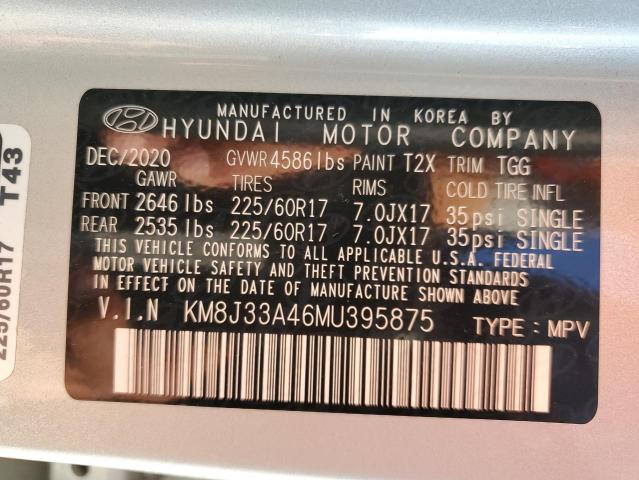 MANUFACTURED IN KOREA BY
HYUNDAI MOTOR COMPANY
DEC/2020 GVWR 4586 lbs PAINT T2X TRIM TGG
GAWR TIRES RIMS COLD TIRE INFL
FRONT 2646 lbs 225/60R17 7.0JX17 35psi SINGLE
REAR 2535 lbs 225/60R17 7.0JX17 35psi SINGLE
THIS VEHICLE CONFORMS TO ALL APPLICABLE U.S.A. FEDERAL
MOTOR VEHICLE SAFETY AND THEFT PREVENTION STANDARDS
IN EFFECT ON THE DATE OF MANUFACTURE SHOWN ABOVE.
V.I.N KM8J33A46MU395875 TYPE : MPV
225/60R17 T43